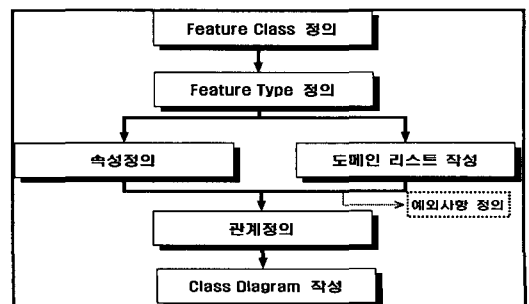 Feature Class 정의
Feature Type 정의
속성정의
도메인 리스트 작성
예외사항 정의
관계정의
Class Diagram 작성